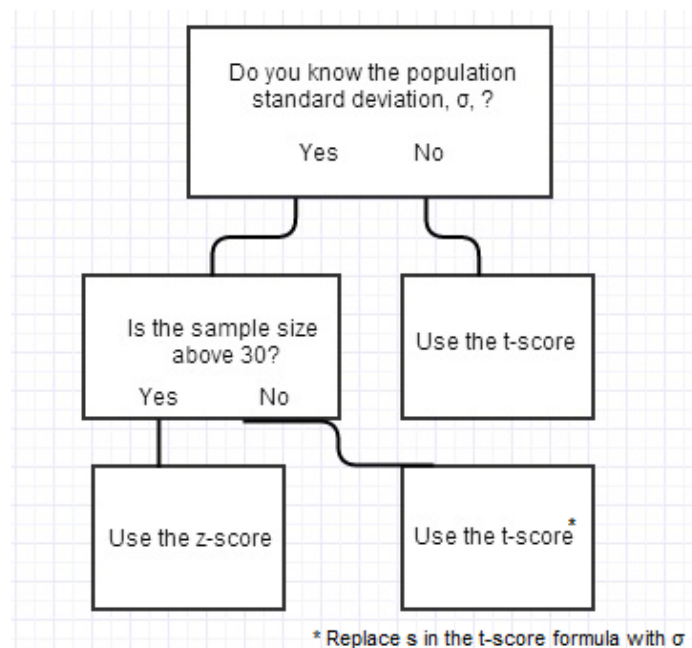 Do you know the population
standard deviation, σ, ?
Yes No
Is the sample size
above 30?
Yes No
Use the t-score
Use the z-score
Use the t-score*
* Replace s in the t-score formula with σ